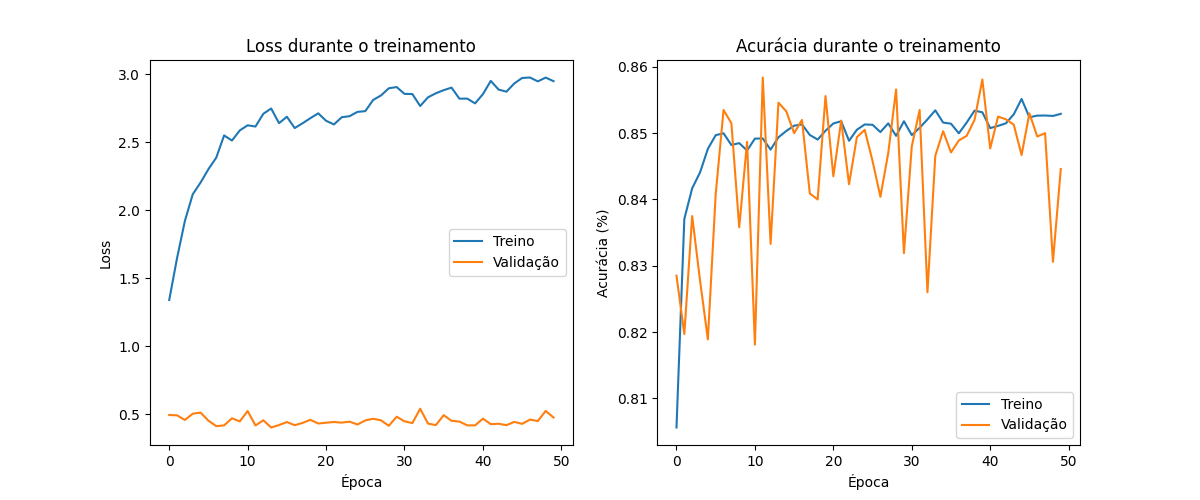 Loss durante o treinamento
3.0
2.5
2.0
1.5
1.0
0.5
Loss
Treino
Validação
0 10 20 30 40 50
Época
Acurácia durante o treinamento
0.86
0.85
0.84
0.83
0.82
0.81
Acurácia (%)
Treino
Validação
0 10 20 30 40 50
Época